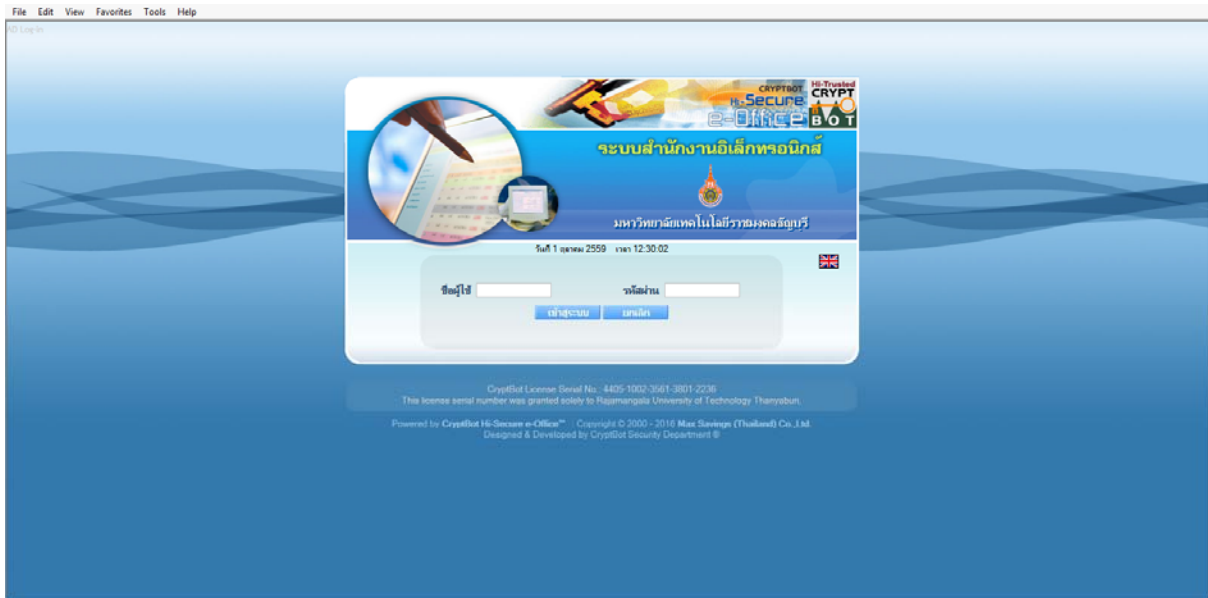 File Edit View Favorites Tools Help
AD Log-In
CRYPTBOT
Hi-Secure
e-Office
Hi-Trusted
CRYPT
BOT
ระบบสำนักงานอิเล็กทรอนิกส์
มหาวิทยาลัยเทคโนโลยีราชมงคลธัญบุรี
วันที่ 1 ตุลาคม 2559 เวลา 12:30:02
ชื่อผู้ใช้ รหัสผ่าน
เข้าสู่ระบบ ยกเลิก
CryptBot License Serial No.: 4405-1002-3561-3801-2236
This license serial number was granted solely to Rajamangala University of Technology Thanyaburi.
Powered by CryptBot Hi-Secure e-Office™ : Copyright © 2000 - 2016 Max Savings (Thailand) Co.,Ltd.
Designed & Developed by CryptBot Security Department ®